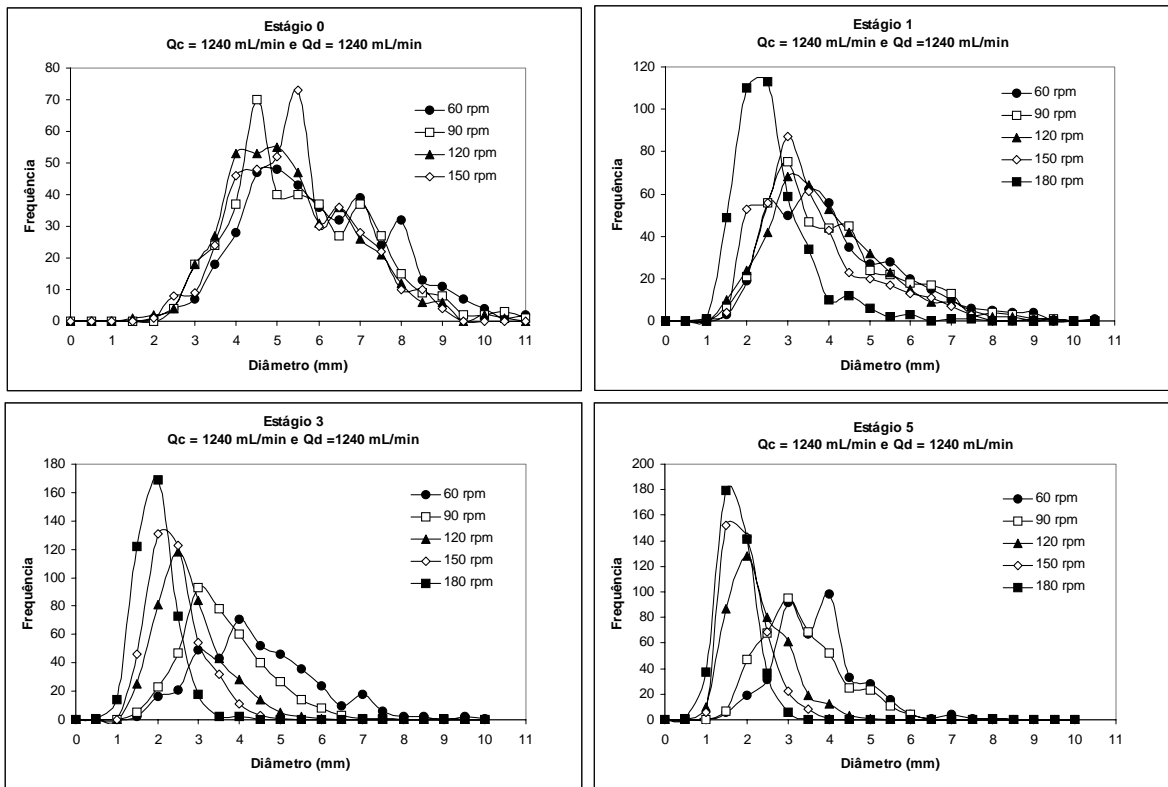 Estágio 0
Qc = 1240 mL/min e Qd = 1240 mL/min
80
70
60
50
40
30
20
10
0
0 1 2 3 4 5 6 7 8 9 10 11
Diâmetro (mm)
Frequência
60 rpm
90 rpm
120 rpm
150 rpm
Estágio 1
Qc = 1240 mL/min e Qd =1240 mL/min
120
100
80
60
40
20
0
0 1 2 3 4 5 6 7 8 9 10 11
Diâmetro (mm)
Frequência
60 rpm
90 rpm
120 rpm
150 rpm
180 rpm
Estágio 3
Qc = 1240 mL/min e Qd =1240 mL/min
180
160
140
120
100
80
60
40
20
0
0 1 2 3 4 5 6 7 8 9 10 11
Diâmetro (mm)
Frequência
60 rpm
90 rpm
120 rpm
150 rpm
180 rpm
Estágio 5
Qc = 1240 mL/min e Qd = 1240 mL/min
200
180
160
140
120
100
80
60
40
20
0
0 1 2 3 4 5 6 7 8 9 10 11
Diâmetro (mm)
Frequência
60 rpm
90 rpm
120 rpm
150 rpm
180 rpm